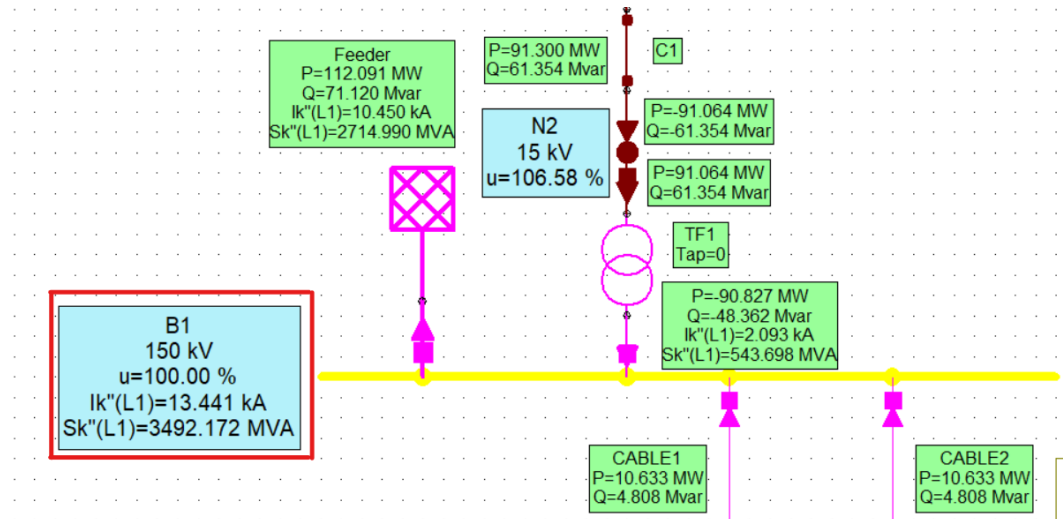 Feeder
P=112.091 MW
Q=71.120 Mvar
Ik"(L1)=10.450 kA
Sk"(L1)=2714.990 MVA
P=91.300 MW
Q=61.354 Mvar
C1
N2
15 kV
u=106.58 %
P=-91.064 MW
Q=-61.354 Mvar
P=91.064 MW
Q=61.354 Mvar
TF1
Tap=0
P=-90.827 MW
Q=-48.362 Mvar
Ik"(L1)=2.093 kA
Sk"(L1)=543.698 MVA
B1
150 kV
u=100.00 %
Ik"(L1)=13.441 kA
Sk"(L1)=3492.172 MVA
CABLE1
P=10.633 MW
Q=4.808 Mvar
CABLE2
P=10.633 MW
Q=4.808 Mvar